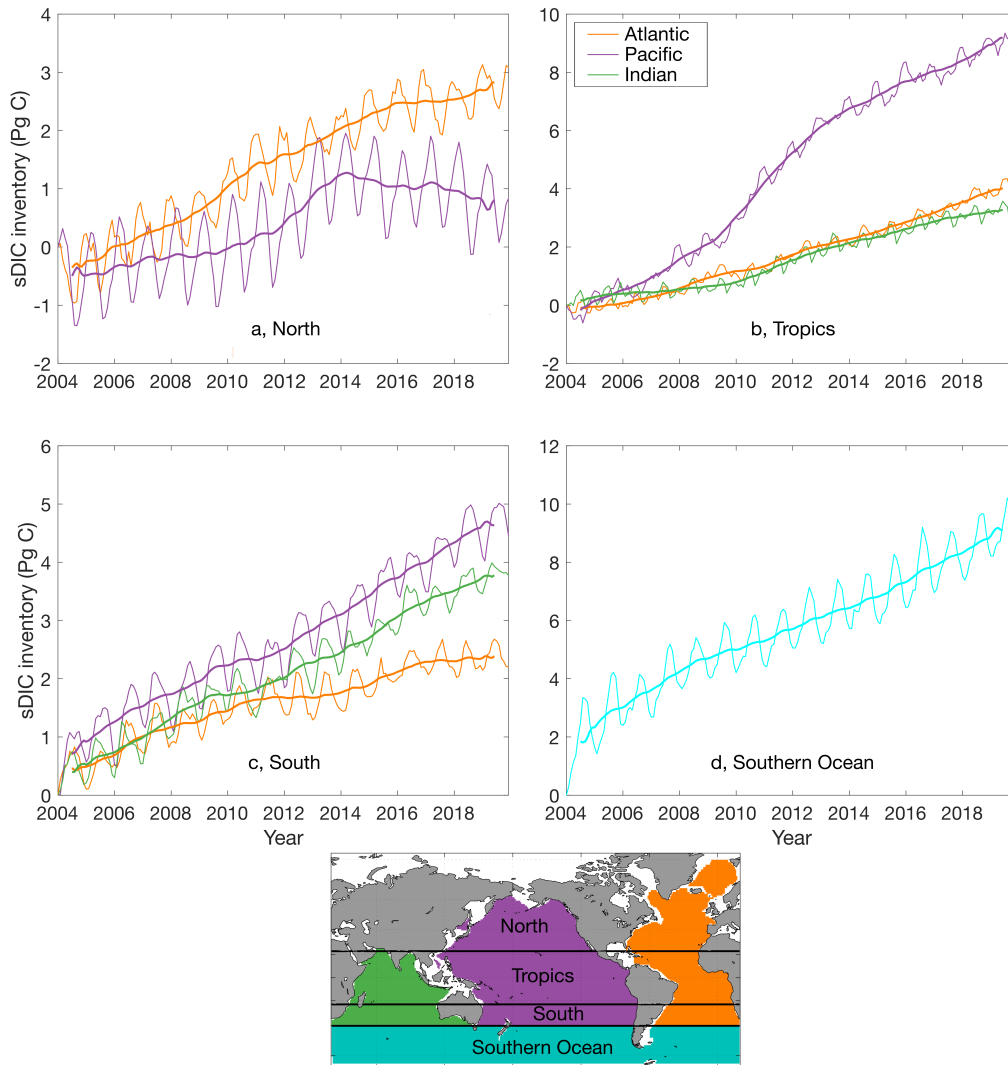 4
3
2
1
0
-1
-2
sDIC inventory (Pg C)
a, North
2004 2006 2008 2010 2012 2014 2016 2018
10
8
6
4
2
0
-2
Atlantic
Pacific
Indian
b, Tropics
2004 2006 2008 2010 2012 2014 2016 2018
6
5
4
3
2
1
0
sDIC inventory (Pg C)
c, South
2004 2006 2008 2010 2012 2014 2016 2018
Year
12
10
8
6
4
2
0
d, Southern Ocean
2004 2006 2008 2010 2012 2014 2016 2018
Year
North
Tropics
South
Southern Ocean